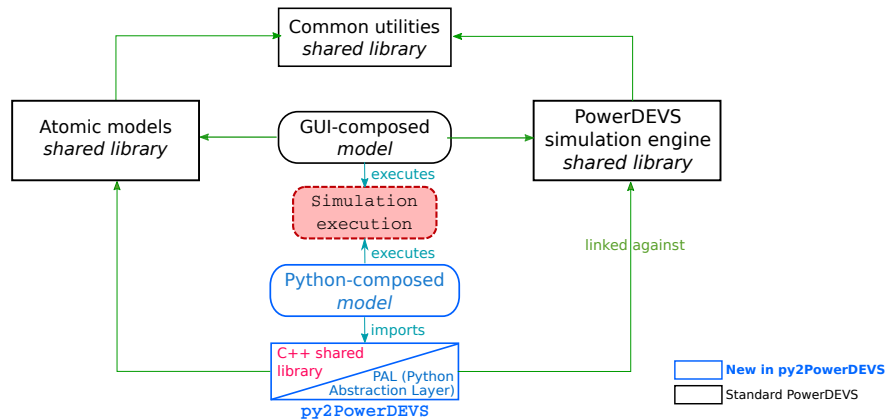 Common utilities
shared library
Atomic models
shared library
GUI-composed
model
PowerDEVS
simulation engine
shared library
executes
Simulation
execution
executes
linked against
Python-composed
model
imports
C++ shared
library
PAL (Python
Abstraction Layer)
py2PowerDEVS
New in py2PowerDEVS
Standard PowerDEVS